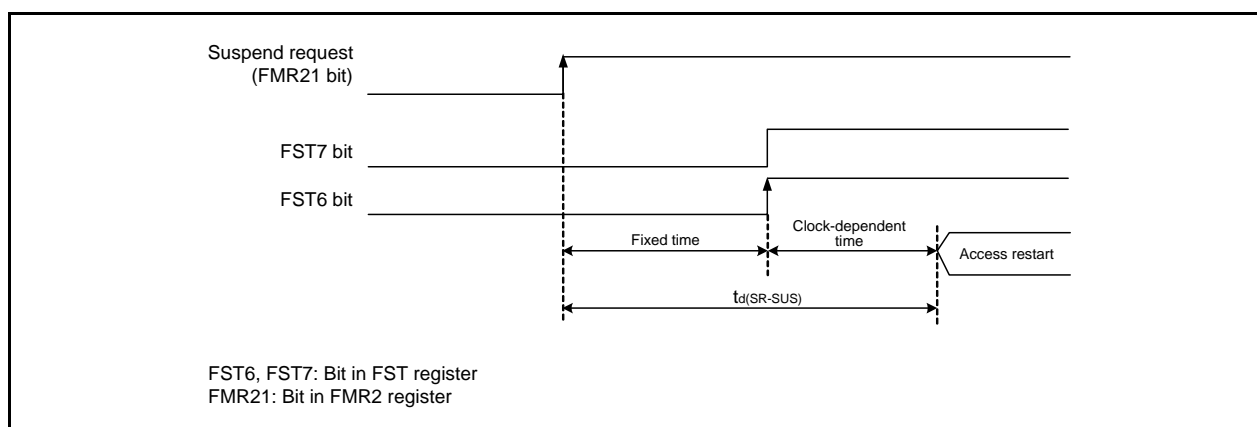 Suspend request
(FMR21 bit)
FST7 bit
FST6 bit
Fixed time
Clock-dependent
time
Access restart
td(SR-SUS)
FST6, FST7: Bit in FST register
FMR21: Bit in FMR2 register